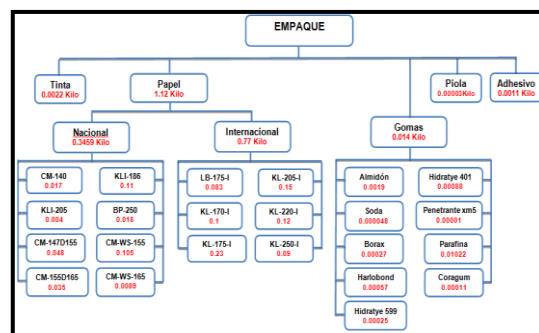 EMPAQUE
Tinta
0.0022 Kilo
Papel
1.12 Kilo
Piola
0.00003Kilo
Adhesivo
0.0011 Kilo
Nacional
0.3459 Kilo
Internacional
0.77 Kilo
Gomas
0.014 Kilo
CM-140
0.017
KLI-186
0.11
KLI-205
0.004
BP-250
0.018
CM-147D155
0.048
CM-WS-155
0.105
CM-155D165
0.035
CM-WS-165
0.0089
LB-175-I
0.083
KL-205-I
0.15
KL-170-I
0.1
KL-220-I
0.12
KL-175-I
0.23
KL-250-I
0.09
Almidón
0.0019
Hidratye 401
0.00088
Soda
0.000048
Penetrante xm5
0.00001
Borax
0.00027
Parafina
0.01022
Harlobond
0.00057
Coragum
0.00011
Hidratye 599
0.00025